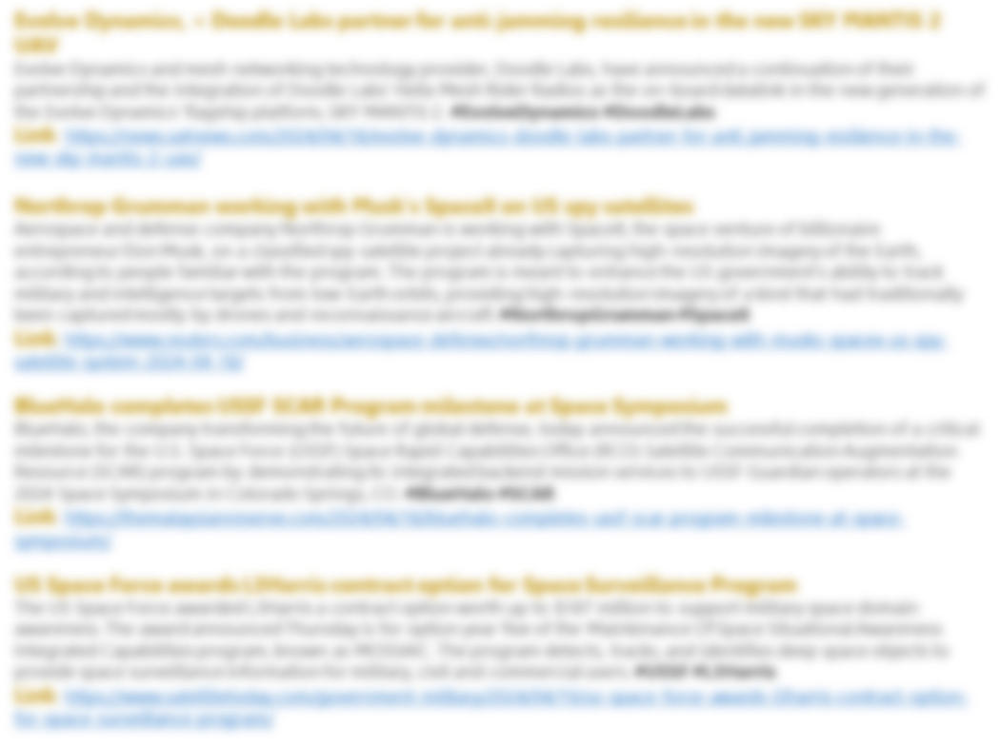 Evolve Dynamics, - Doodle Labs partner for anti-jamming resilience in the new SKY MANTIS 2
UAV
Evolve Dynamics and mesh networking technology provider, Doodle Labs, have announced a continuation of their
partnership and the integration of Doodle Labs' Helix Mesh Rider Radios as the on-board datalink in the new generation of
the Evolve Dynamics' flagship platform, SKY MANTIS 2. #EvolveDynamics #DoodleLabs
Link:
Northrop Grumman working with Musk's SpaceX on US spy satellites
Aerospace and defense company Northrop Grumman is working with SpaceX, the space venture of billionaire
entrepreneur Elon Musk, on a classified spy satellite project already capturing high-resolution imagery of the Earth,
according to people familiar with the program. The program is meant to enhance the US government's ability to track
military and intelligence targets from low-Earth orbits, providing high-resolution imagery of a kind that had traditionally
been captured mostly by drones and reconnaissance aircraft. #NorthropGrumman #SpaceX
Link:
BlueHalo completes USSF SCAR Program milestone at Space Symposium
BlueHalo, the company transforming the future of global defense, today announced the successful completion of a critical
milestone for the U.S. Space Force (USSF) Space Rapid Capabilities Office (RCO) Satellite Communication Augmentation
Resource (SCAR) program by demonstrating its integrated backend mission services to USSF Guardian operators at the
2024 Space Symposium in Colorado Springs, CO. #BlueHalo #SCAR
Link:
US Space Force awards L3Harris contract option for Space Surveillance Program
The US Space Force awarded L3Harris a contract option worth up to million to support military space domain
awareness. The award announced Thursday is for option year five of the Maintenance Of Space Situational Awareness
Integrated Capabilities program, known as MOSSAIC. The program detects, tracks, and identifies deep space objects to
provide space surveillance information for military, civil and commercial users. #USSF #L3Harris
Link: